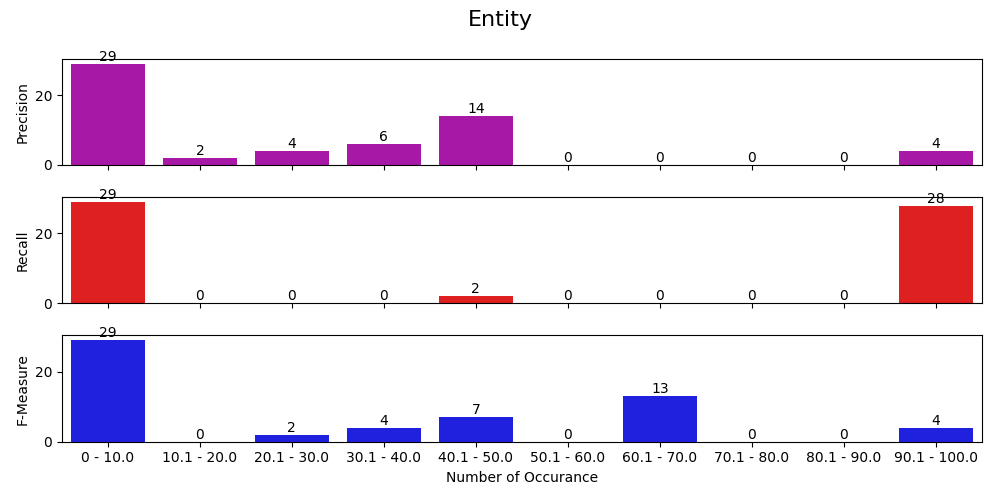 Entity
Precision
20
0
29 2 4 6 14 0 0 0 0 4
Recall
20
0
29 0 0 0 2 0 0 0 0 28
F-Measure
20
0
29 0 2 4 7 0 13 0 0 4
0 - 10.0 10.1 - 20.0 20.1 - 30.0 30.1 - 40.0 40.1 - 50.0 50.1 - 60.0 60.1 - 70.0 70.1 - 80.0 80.1 - 90.0 90.1 - 100.0
Number of Occurance